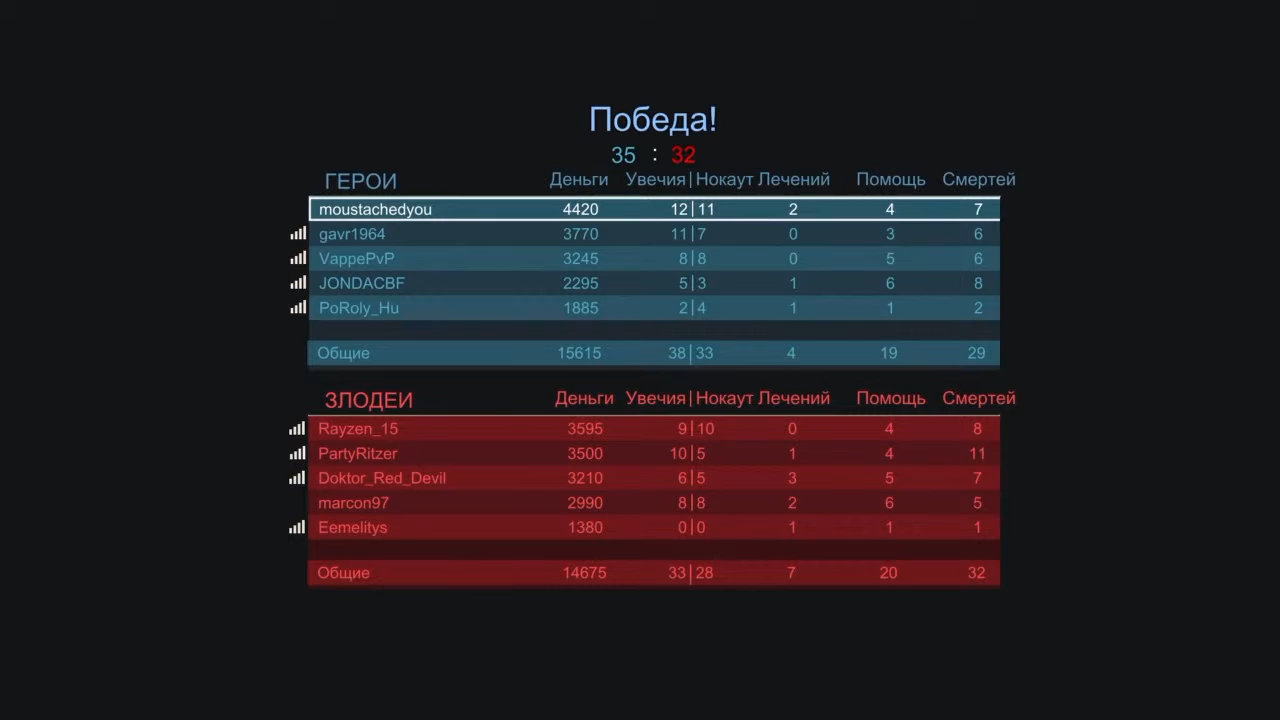 Победа!
35 : 32
ГЕРОИ Деньги Увечия|Нокаут Лечений Помощь Смертей
moustachedyou 4420 12|11 2 4 7
gavr1964 3770 11|7 0 3 6
VappePvP 3245 8|8 0 5 6
JONDACBF 2295 5|3 1 6 8
PoRoly_Hu 1885 2|4 1 1 2
Общие 15615 38|33 4 19 29
ЗЛОДЕИ Деньги Увечия|Нокаут Лечений Помощь Смертей
Rayzen_15 3595 9|10 0 4 8
PartyRitzer 3500 10|5 1 4 11
Doktor_Red_Devil 3210 6|5 3 5 7
marcon97 2990 8|8 2 6 5
Eemelitys 1380 0|0 1 1 1
Общие 14675 33|28 7 20 32